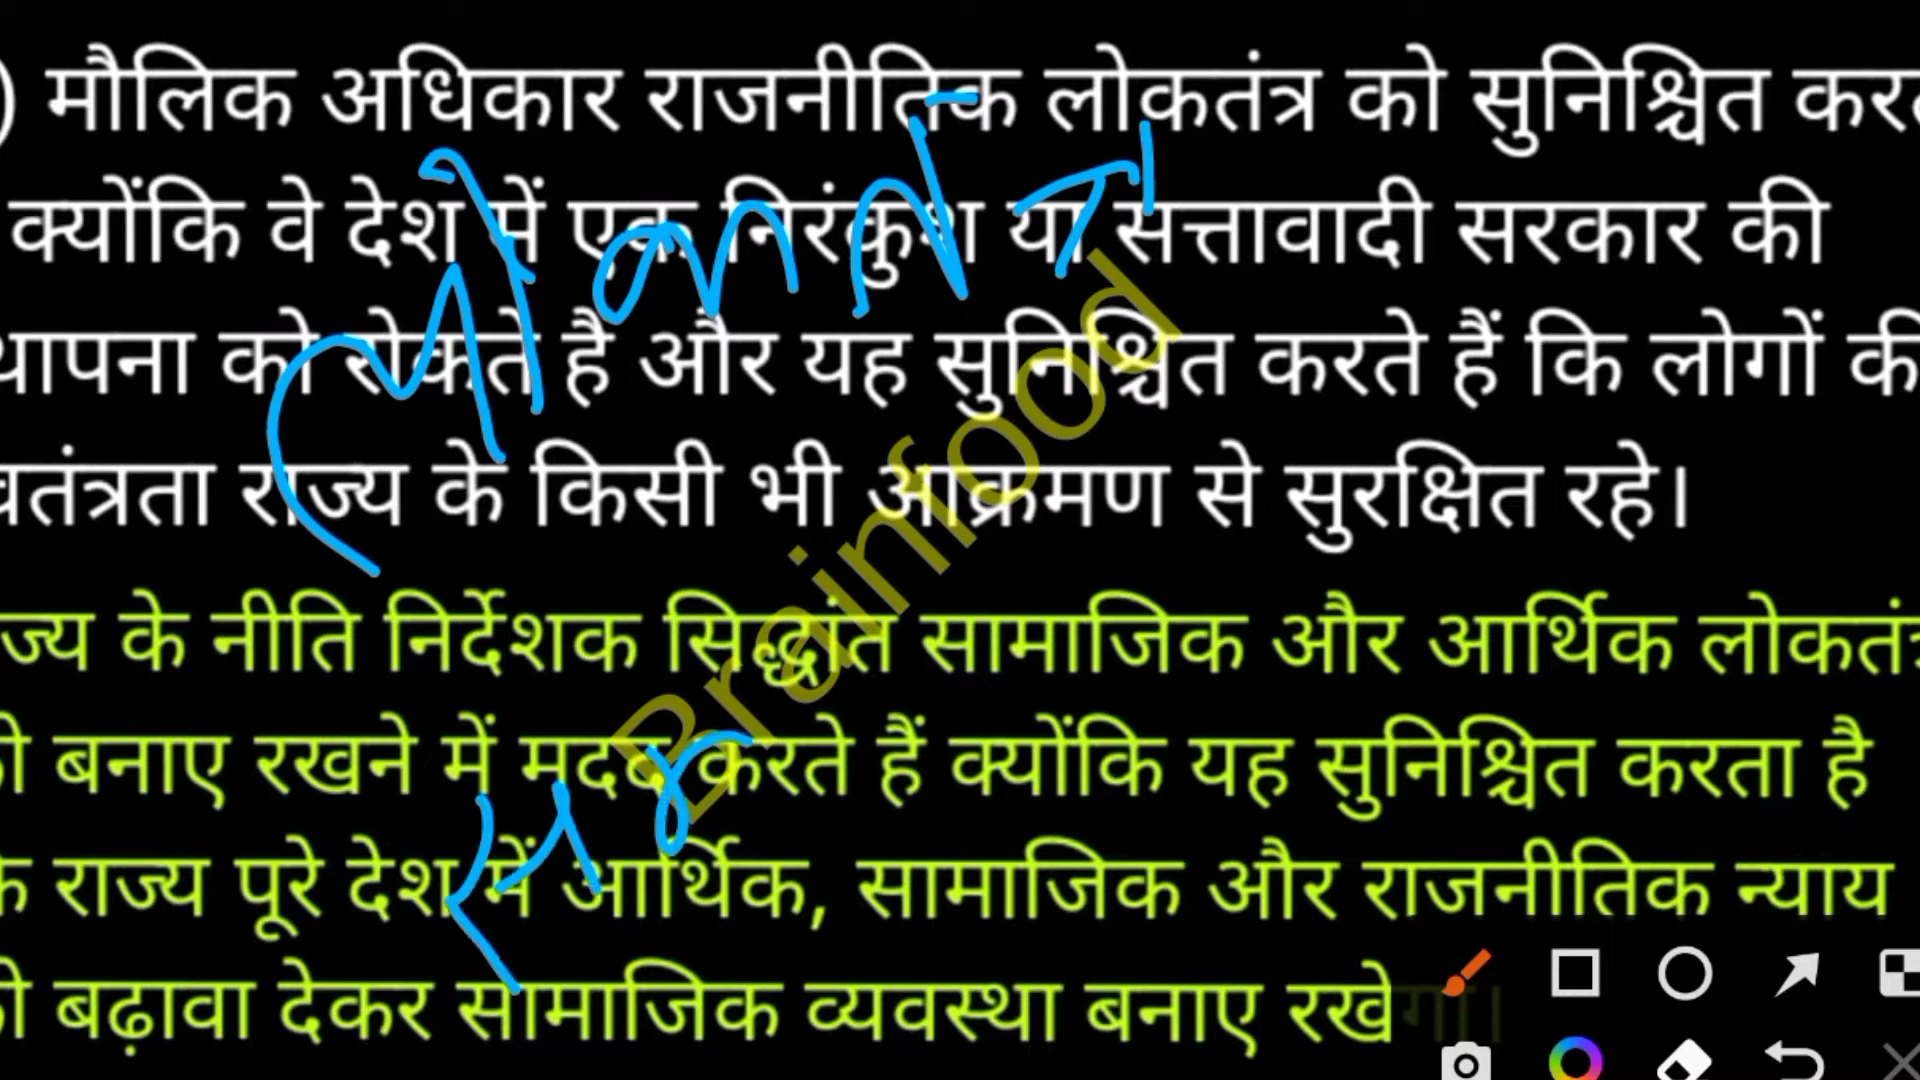 ) मौलिक अधिकार राजनीतिक लोकतंत्र को सुनिश्चित कर
क्योंकि वे देश में एक निरंकुश या सत्तावादी सरकार की
थापना को रोकते है और यह सुनिश्चित करते हैं कि लोगों की
वतंत्रता राज्य के किसी भी आक्रमण से सुरक्षित रहे।
ज्य के नीति निर्देशक सिद्धांत सामाजिक और आर्थिक लोकतंत्र
को बनाए रखने में मदद करते हैं क्योंकि यह सुनिश्चित करता है
के राज्य पूरे देश में आर्थिक, सामाजिक और राजनीतिक न्याय
को बढ़ावा देकर सामाजिक व्यवस्था बनाए रखेगा।
Brainfood